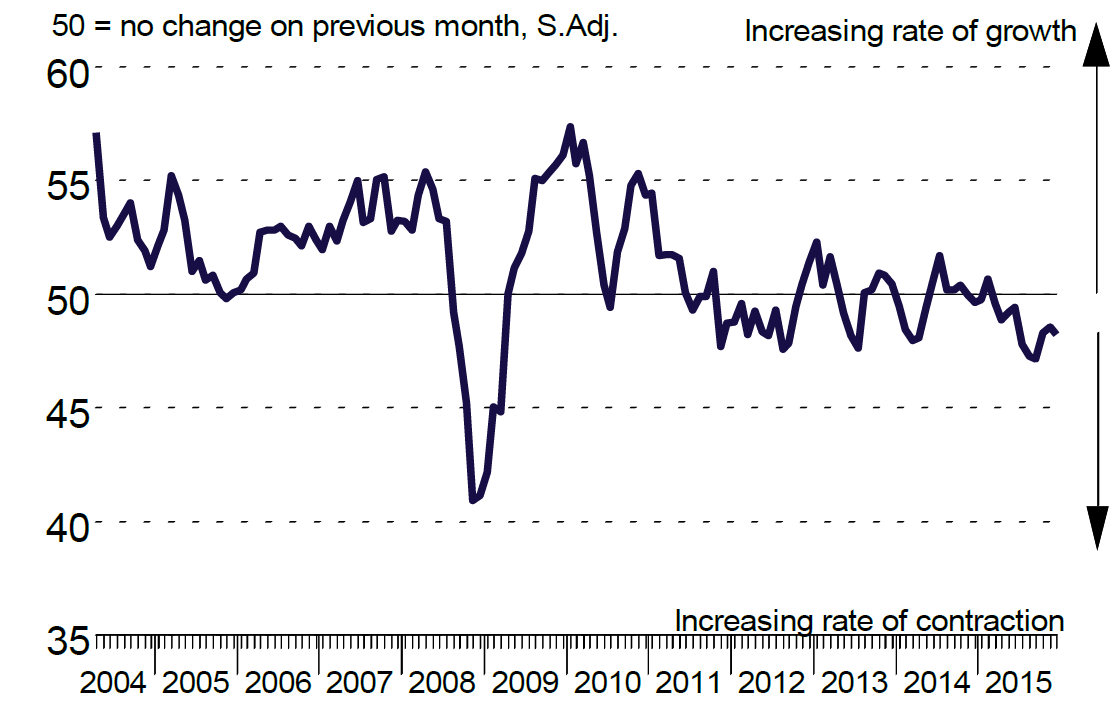 50 = no change on previous month, S.Adj.
Increasing rate of growth
60
55
50
45
40
35
Increasing rate of contraction
2004 2005 2006 2007 2008 2009 2010 2011 2012 2013 2014 2015